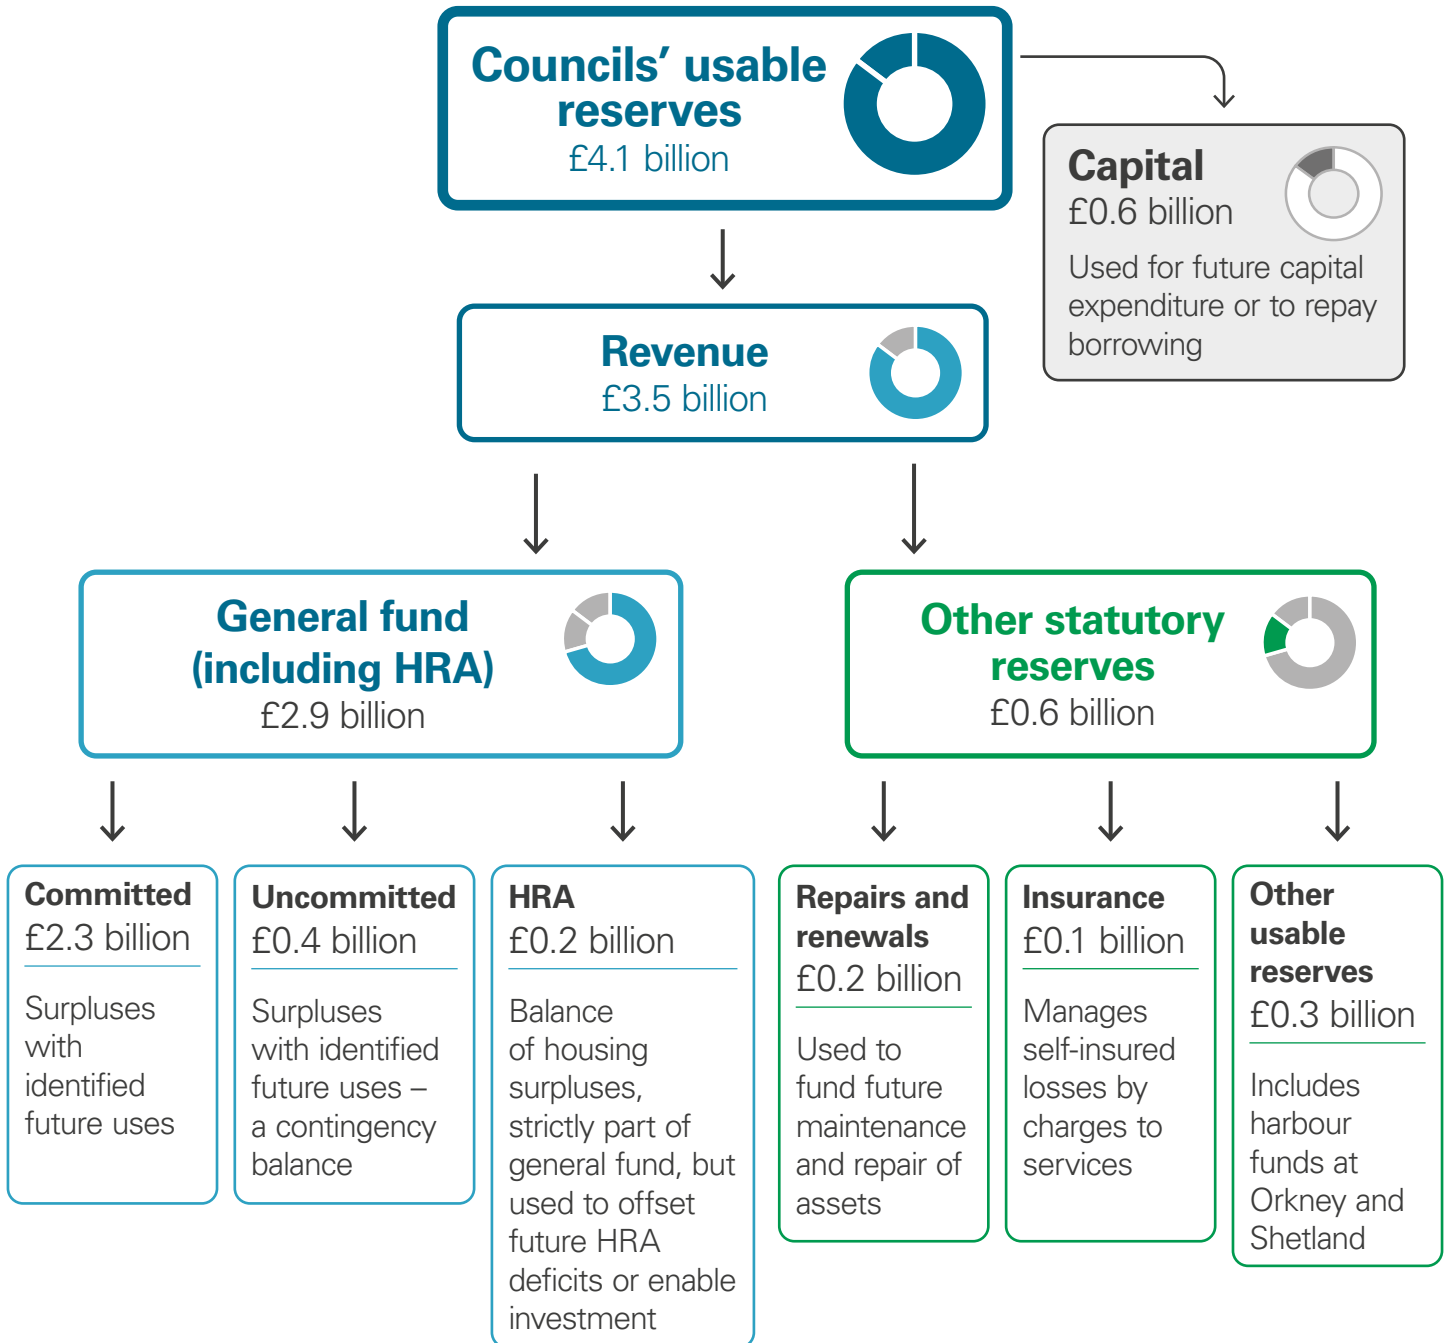 Councils’ usable
reserves
£4.1 billion
Capital
£0.6 billion
Used for future capital
expenditure or to repay
borrowing
Revenue
£3.5 billion
General fund
(including HRA)
£2.9 billion
Other statutory
reserves
£0.6 billion
Committed
£2.3 billion
Surpluses
with
identified
future uses
Uncommitted
£0.4 billion
Surpluses
with identified
future uses –
a contingency
balance
HRA
£0.2 billion
Balance
of housing
surpluses,
strictly part of
general fund, but
used to offset
future HRA
deficits or enable
investment
Repairs and
renewals
£0.2 billion
Used to
fund future
maintenance
and repair of
assets
Insurance
£0.1 billion
Manages
self-insured
losses by
charges to
services
Other
usable
reserves
£0.3 billion
Includes
harbour
funds at
Orkney and
Shetland